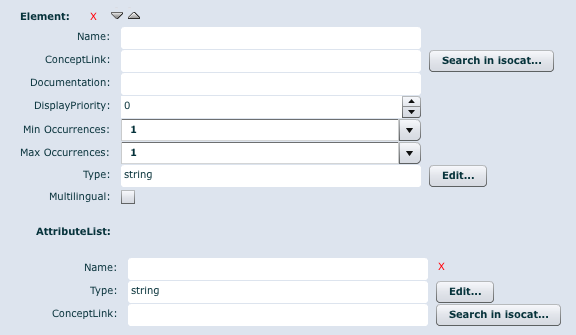 Element: X
Name:
ConceptLink: Search in isocat...
Documentation:
DisplayPriority: 0
Min Occurrences: 1
Max Occurrences: 1
Type: string Edit...
Multilingual:
AttributeList:
Name: X
Type: string Edit...
ConceptLink: Search in isocat...